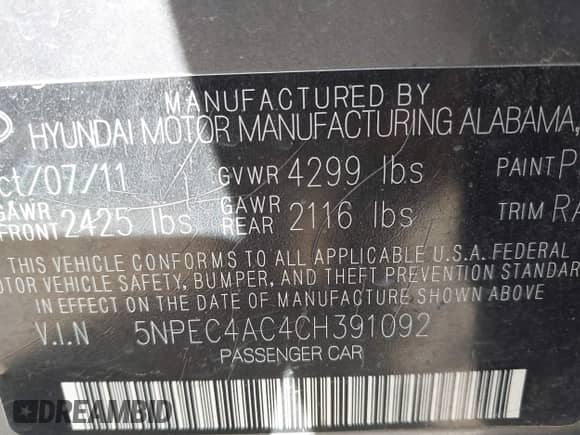 MANUFACTURED BY
HYUNDAI MOTOR MANUFACTURING ALABAMA,
ct/07/11 GVWR 4299 lbs PAINT P
GAWR FRONT 2425 lbs GAWR REAR 2116 lbs TRIM RA
THIS VEHICLE CONFORMS TO ALL APPLICABLE U.S.A. FEDERAL
OTOR VEHICLE SAFETY, BUMPER, AND THEFT PREVENTION STANDAR
IN EFFECT ON THE DATE OF MANUFACTURE SHOWN ABOVE
V.I.N 5NPEC4AC4CH391092
PASSENGER CAR
DREAMBID